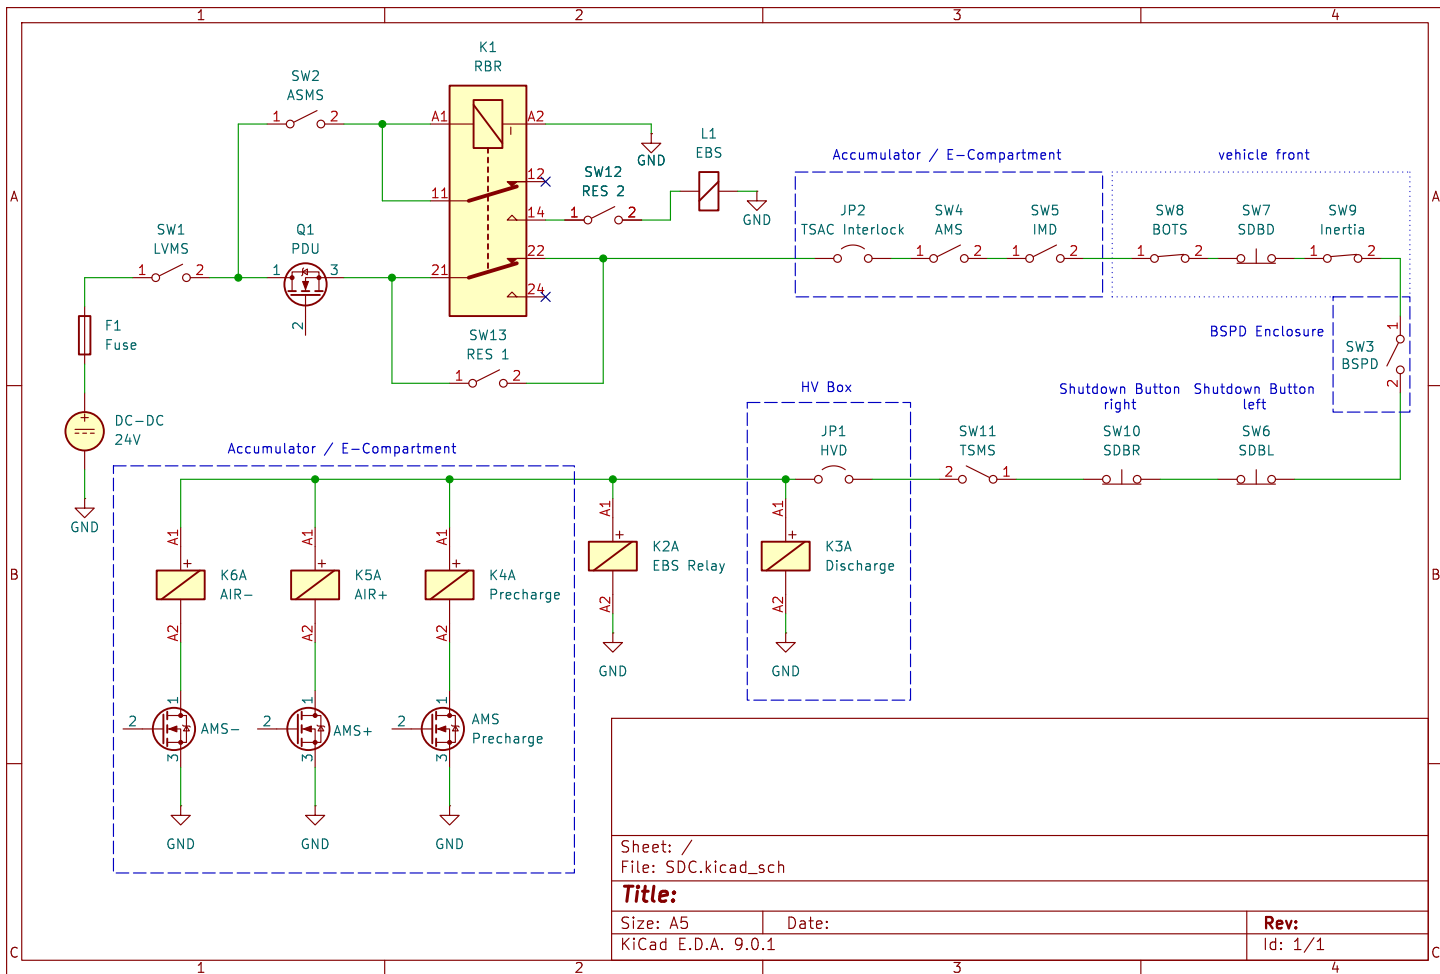 1 2 3 4
K1
RBR
SW2
ASMS
1 2 A1 A2
GND
L1
EBS
12
SW12
RES 2
11
14 1 2
GND
Accumulator / E-Compartment
vehicle front
A A
JP2 SW4 SW5 SW8 SW7 SW9
TSAC Interlock AMS IMD BOTS SDBD Inertia
1 2 1 2 1 2 1 2
SW1
LVMS
1 2
Q1
PDU
1 3
2
21 22
24
SW13
RES 1
1 2
F1
Fuse
BSPD Enclosure
1
SW3
BSPD
2
HV Box
Shutdown Button
right
Shutdown Button
left
DC-DC
24V
GND
Accumulator / E-Compartment
JP1
HVD
SW11
TSMS
2 1
SW10
SDBR
SW6
SDBL
A1 A1 A1 A1 A1
+ + + + +
K6A
AIR-
K5A
AIR+
K4A
Precharge
K2A
EBS Relay
K3A
Discharge
B B
A2 A2 A2 A2 A2
GND GND
1 1 1
2 2 2
AMS-
AMS+
AMS
Precharge
3 3 3
GND GND GND
Sheet: /
File: SDC.kicad_sch
Title:
Size: A5 Date: Rev:
KiCad E.D.A. 9.0.1 Id: 1/1
C C
1 2 3 4